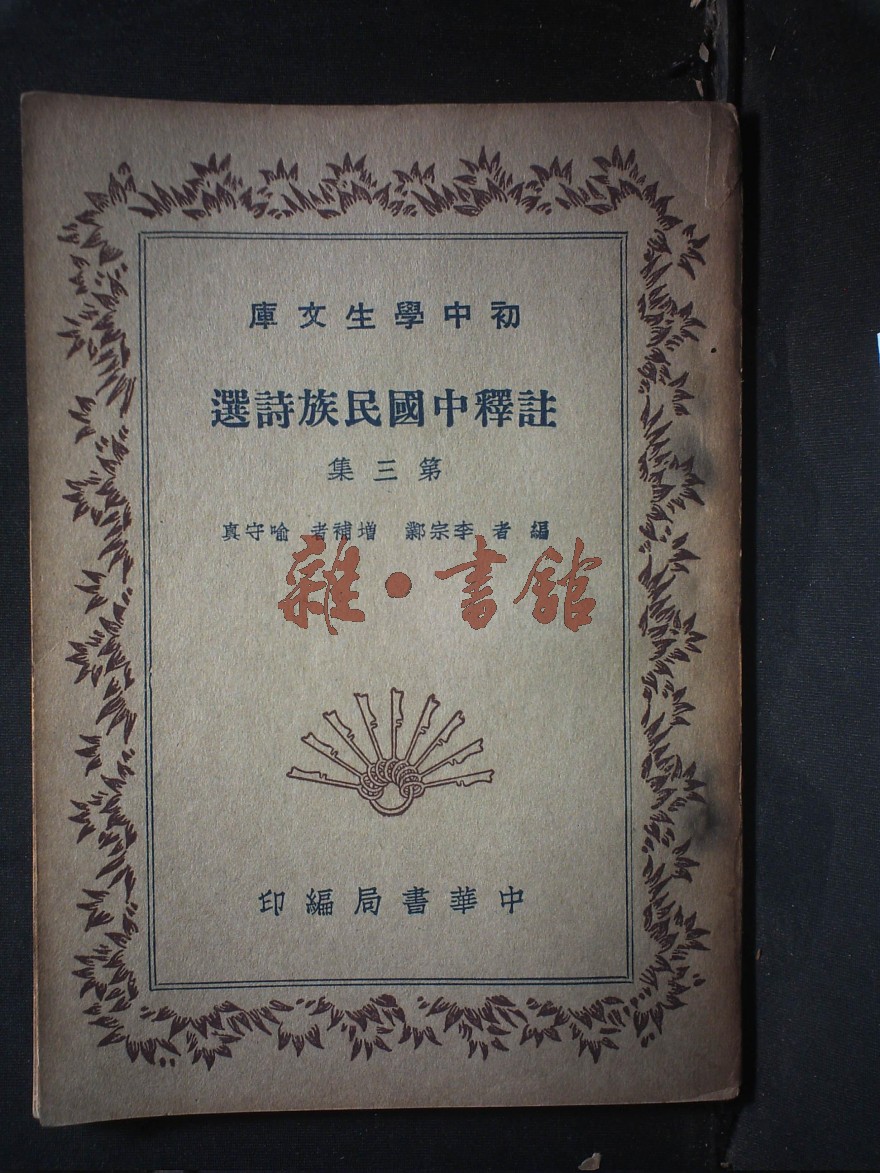 初中學生文庫
註釋中國民族詩選
第三集
編者 李宗鄴 增補者 喻守真
雜·書館
中華書局編印